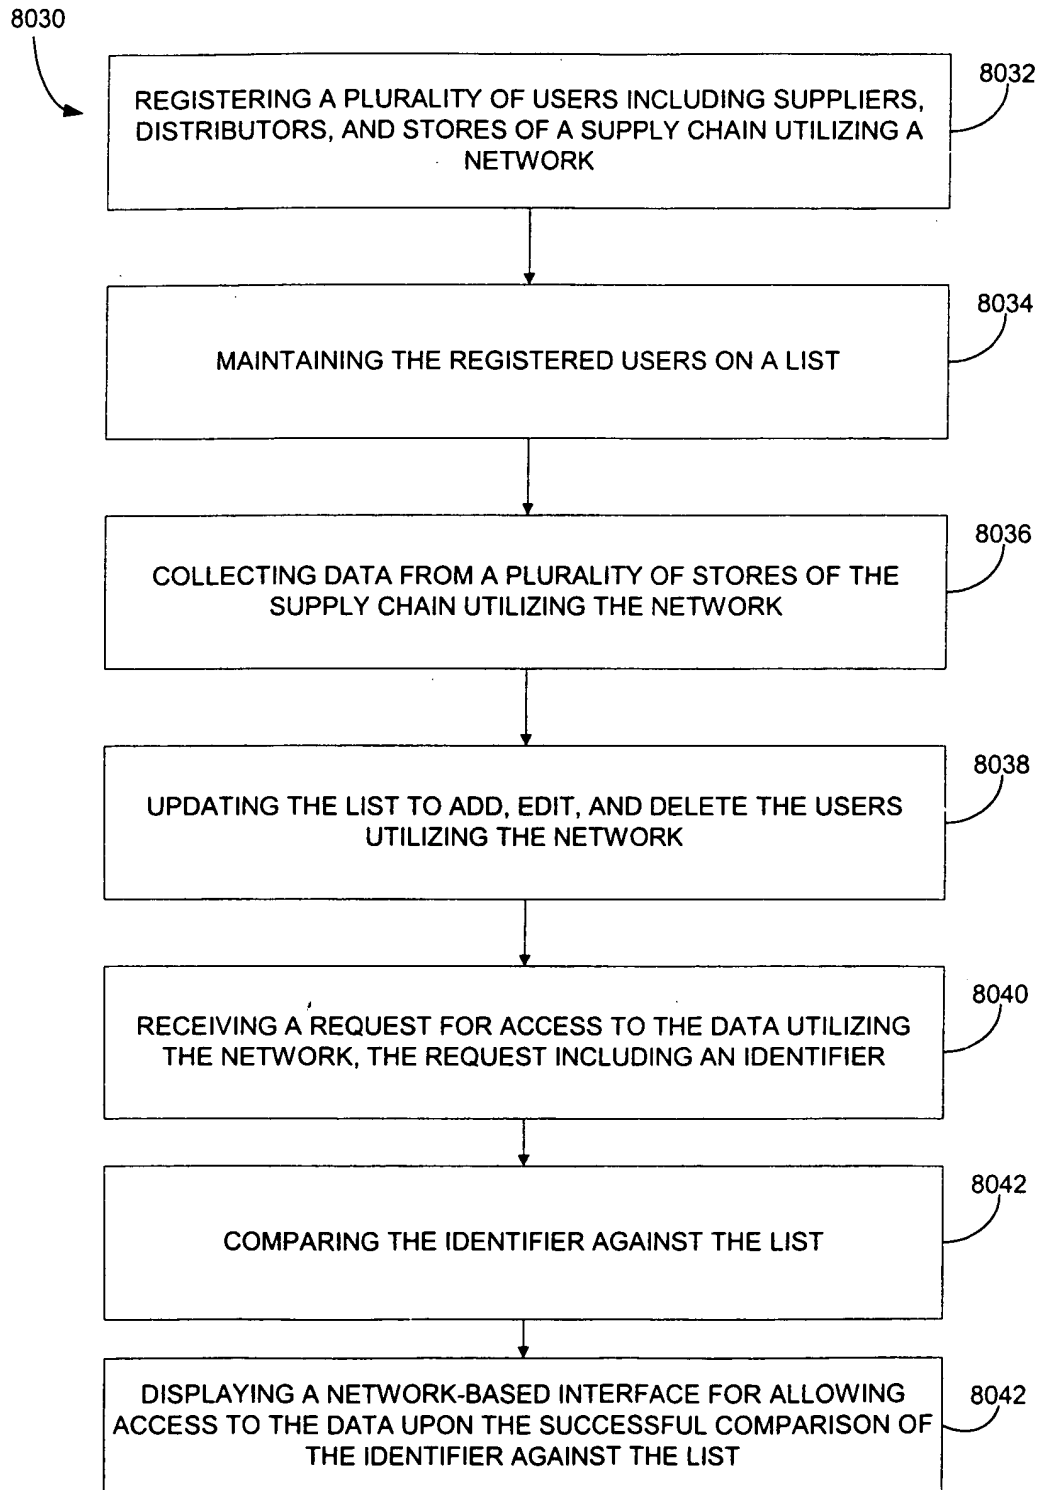 8030
8032
REGISTERING A PLURALITY OF USERS INCLUDING SUPPLIERS,
DISTRIBUTORS, AND STORES OF A SUPPLY CHAIN UTILIZING A
NETWORK
8034
MAINTAINING THE REGISTERED USERS ON A LIST
8036
COLLECTING DATA FROM A PLURALITY OF STORES OF THE
SUPPLY CHAIN UTILIZING THE NETWORK
8038
UPDATING THE LIST TO ADD, EDIT, AND DELETE THE USERS
UTILIZING THE NETWORK
8040
RECEIVING A REQUEST FOR ACCESS TO THE DATA UTILIZING
THE NETWORK, THE REQUEST INCLUDING AN IDENTIFIER
8042
COMPARING THE IDENTIFIER AGAINST THE LIST
8042
DISPLAYING A NETWORK-BASED INTERFACE FOR ALLOWING
ACCESS TO THE DATA UPON THE SUCCESSFUL COMPARISON OF
THE IDENTIFIER AGAINST THE LIST